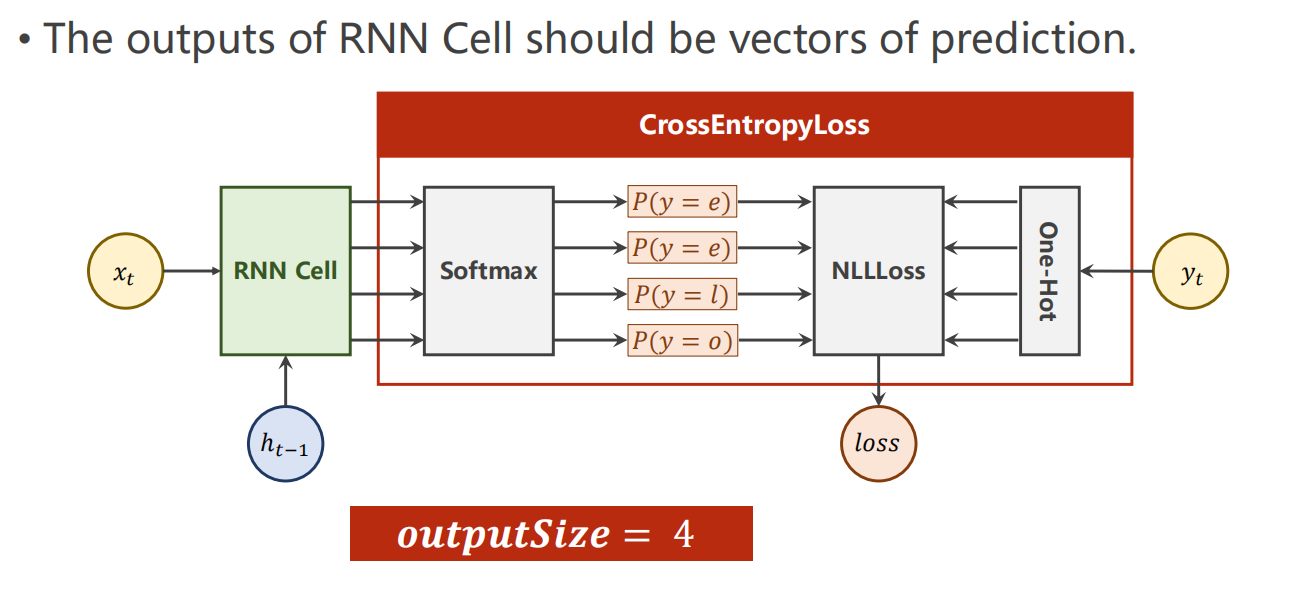 • The outputs of RNN Cell should be vectors of prediction.
CrossEntropyLoss
x_t
RNN Cell
Softmax
P(y = e)
P(y = e)
P(y = l)
P(y = o)
NLLLoss
One-Hot
y_t
h_{t−1}
loss
outputSize = 4